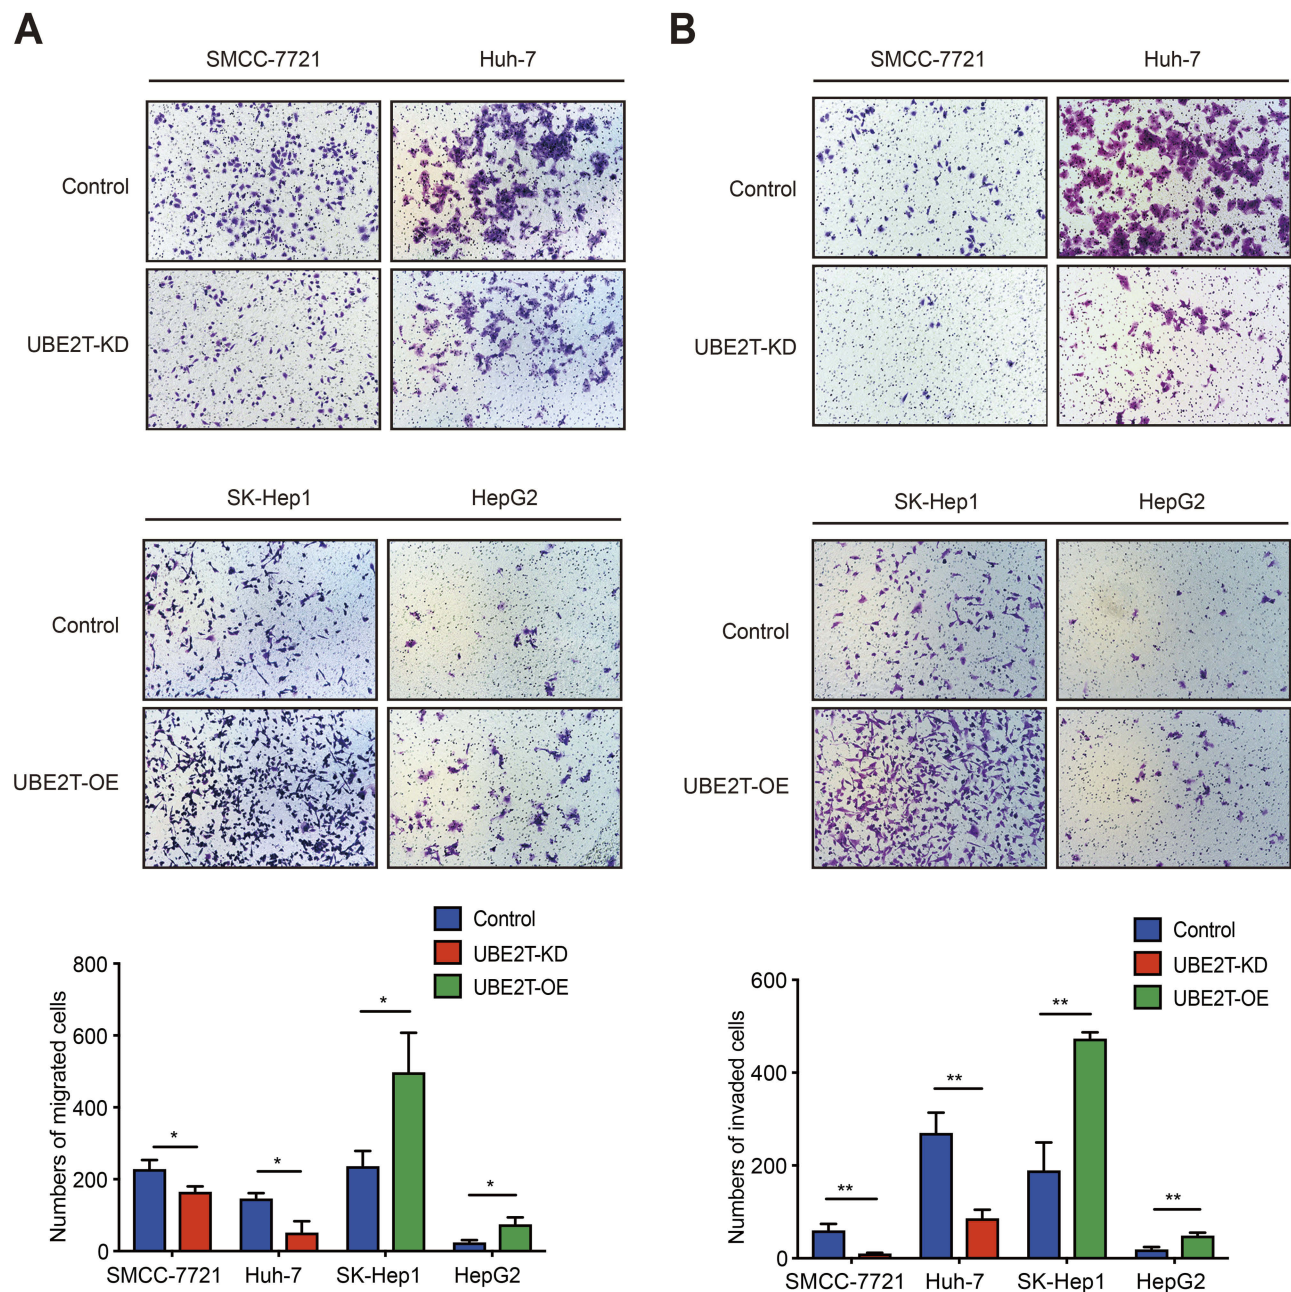 A
SMCC-7721 Huh-7
Control
UBE2T-KD
SK-Hep1 HepG2
Control
UBE2T-OE
Control
UBE2T-KD
UBE2T-OE
Numbers of migrated cells
800
600
400
200
0
* * * *
SMCC-7721 Huh-7 SK-Hep1 HepG2
B
SMCC-7721 Huh-7
Control
UBE2T-KD
SK-Hep1 HepG2
Control
UBE2T-OE
Control
UBE2T-KD
UBE2T-OE
Numbers of invaded cells
600
400
200
0
** ** ** **
SMCC-7721 Huh-7 SK-Hep1 HepG2